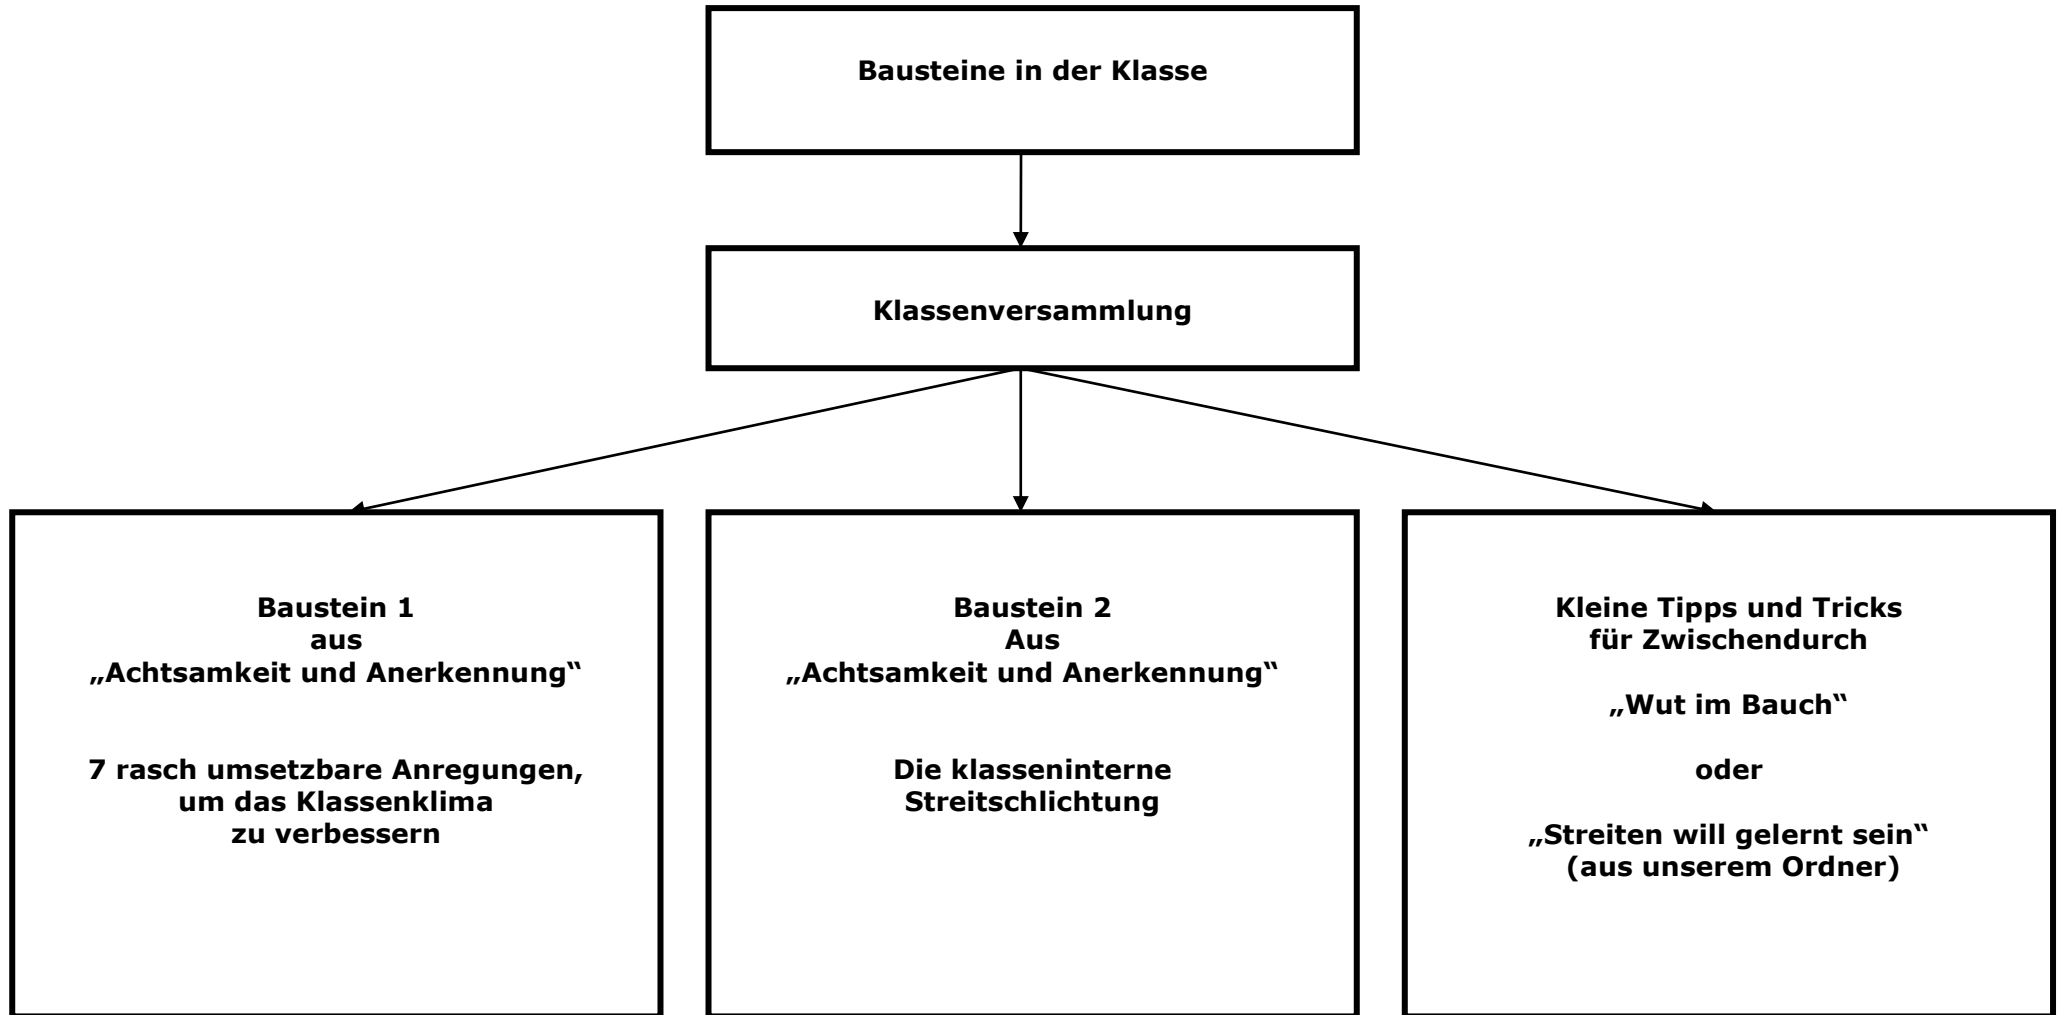 Bausteine in der Klasse
Klassenversammlung
Baustein 1
aus
„Achtsamkeit und Anerkennung“
7 rasch umsetzbare Anregungen,
um das Klassenklima
zu verbessern
Baustein 2
Aus
„Achtsamkeit und Anerkennung“
Die klasseninterne
Streitschlichtung
Kleine Tipps und Tricks
für Zwischendurch
„Wut im Bauch“
oder
„Streiten will gelernt sein“
(aus unserem Ordner)